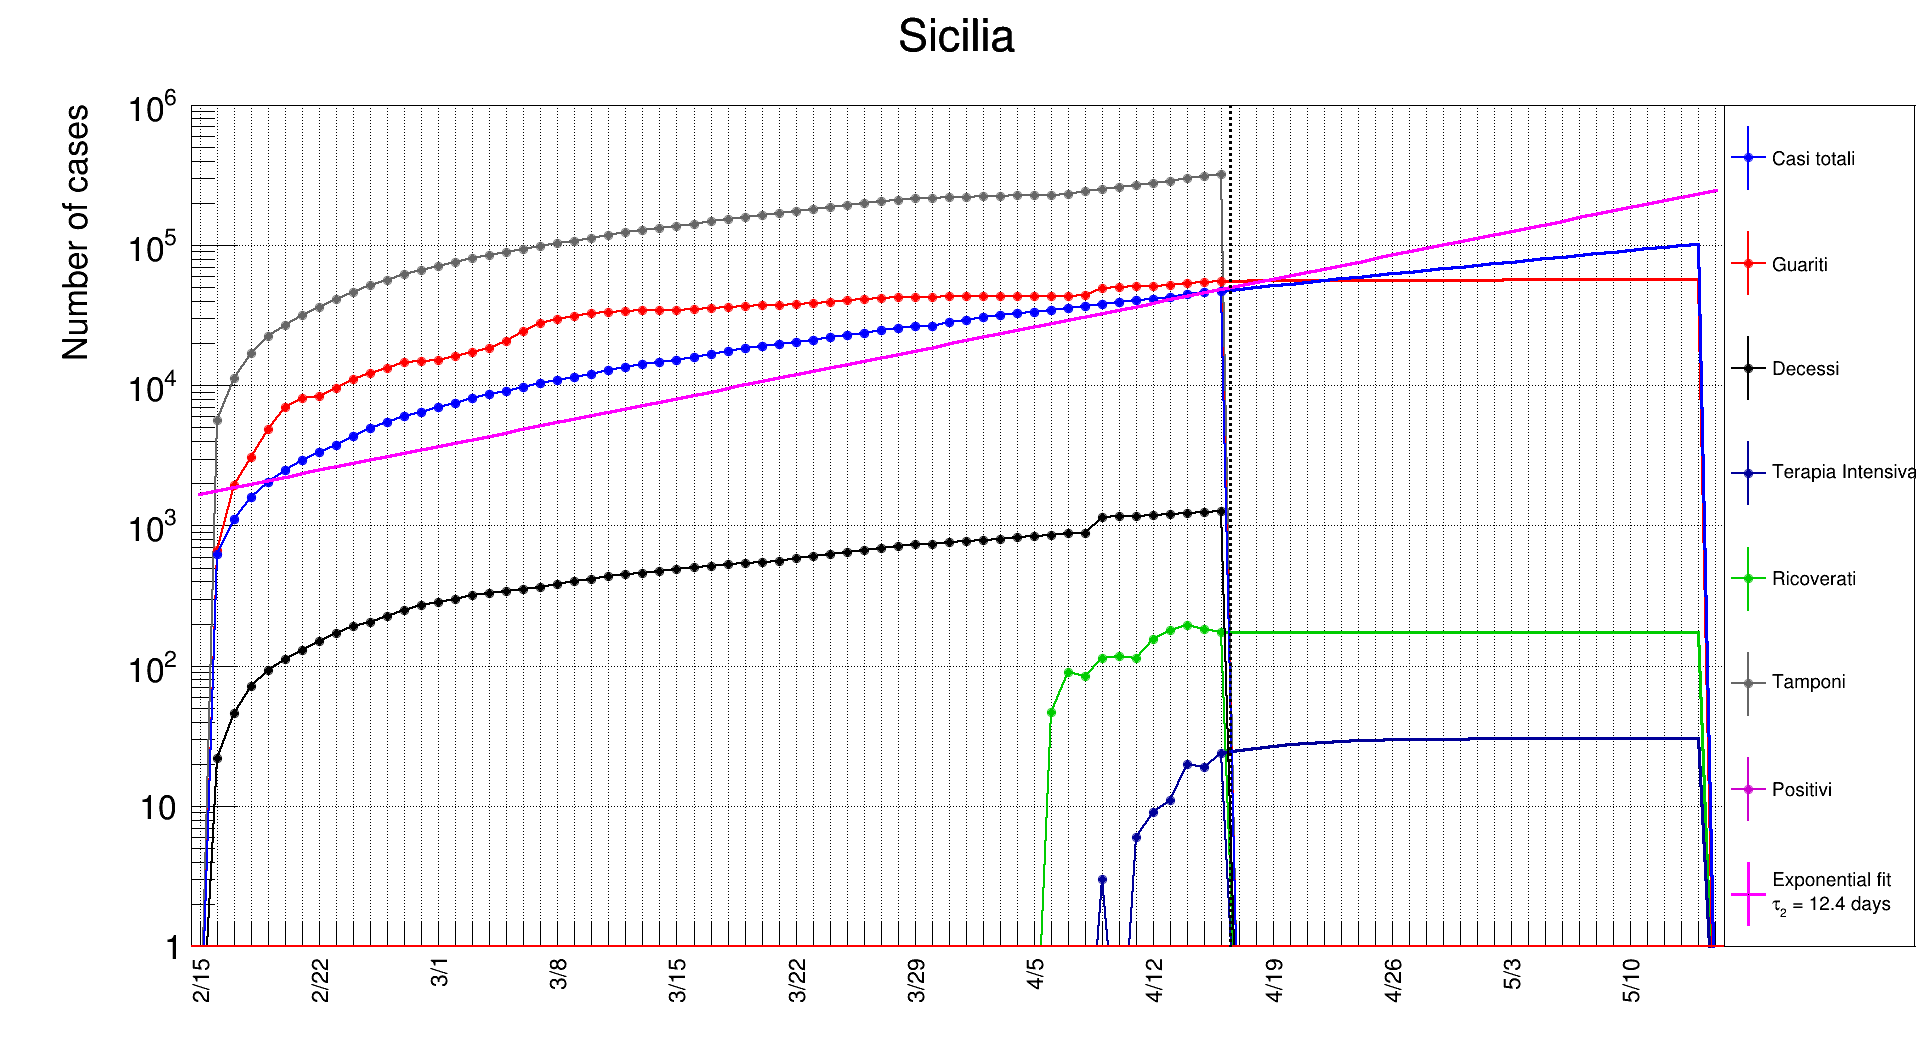 Sicilia
Number of cases
10^6
10^5
10^4
10^3
10^2
10
1
2/15 2/22 3/1 3/8 3/15 3/22 3/29 4/5 4/12 4/19 4/26 5/3 5/10
Casi totali
Guariti
Decessi
Terapia Intensiva
Ricoverati
Tamponi
Positivi
Exponential fit
τ₂ = 12.4 days